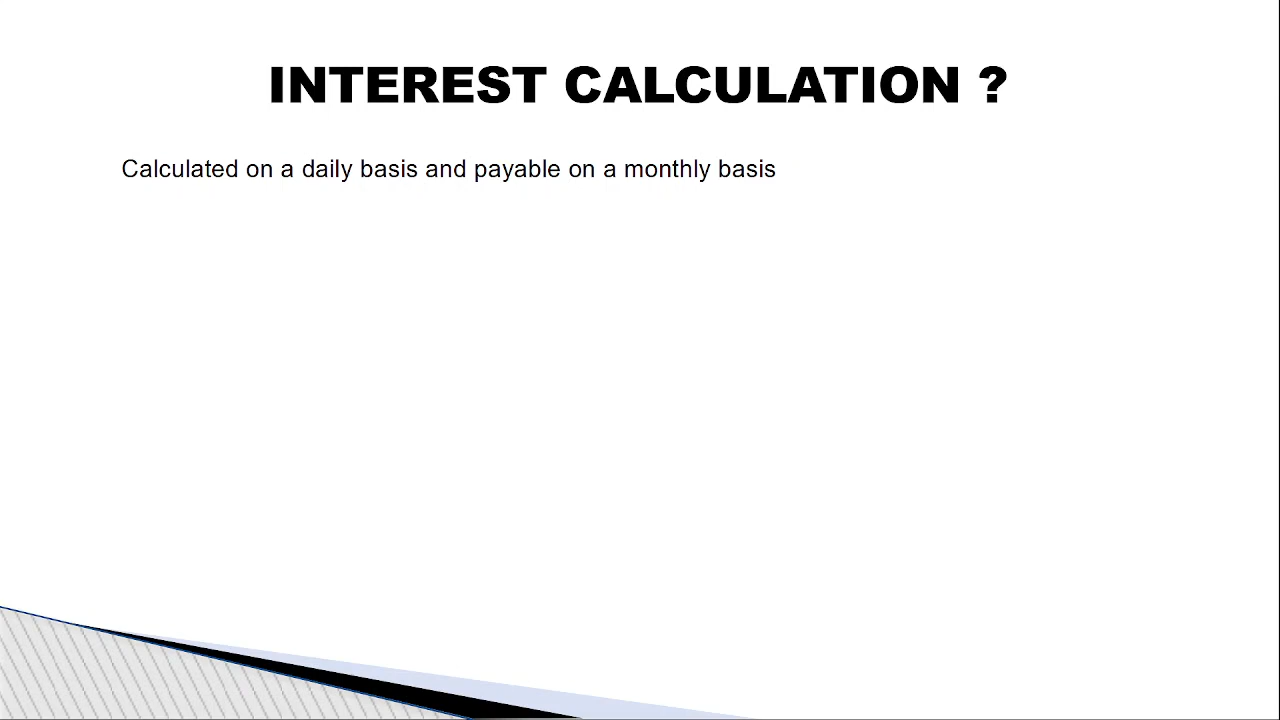 INTEREST CALCULATION ?
Calculated on a daily basis and payable on a monthly basis